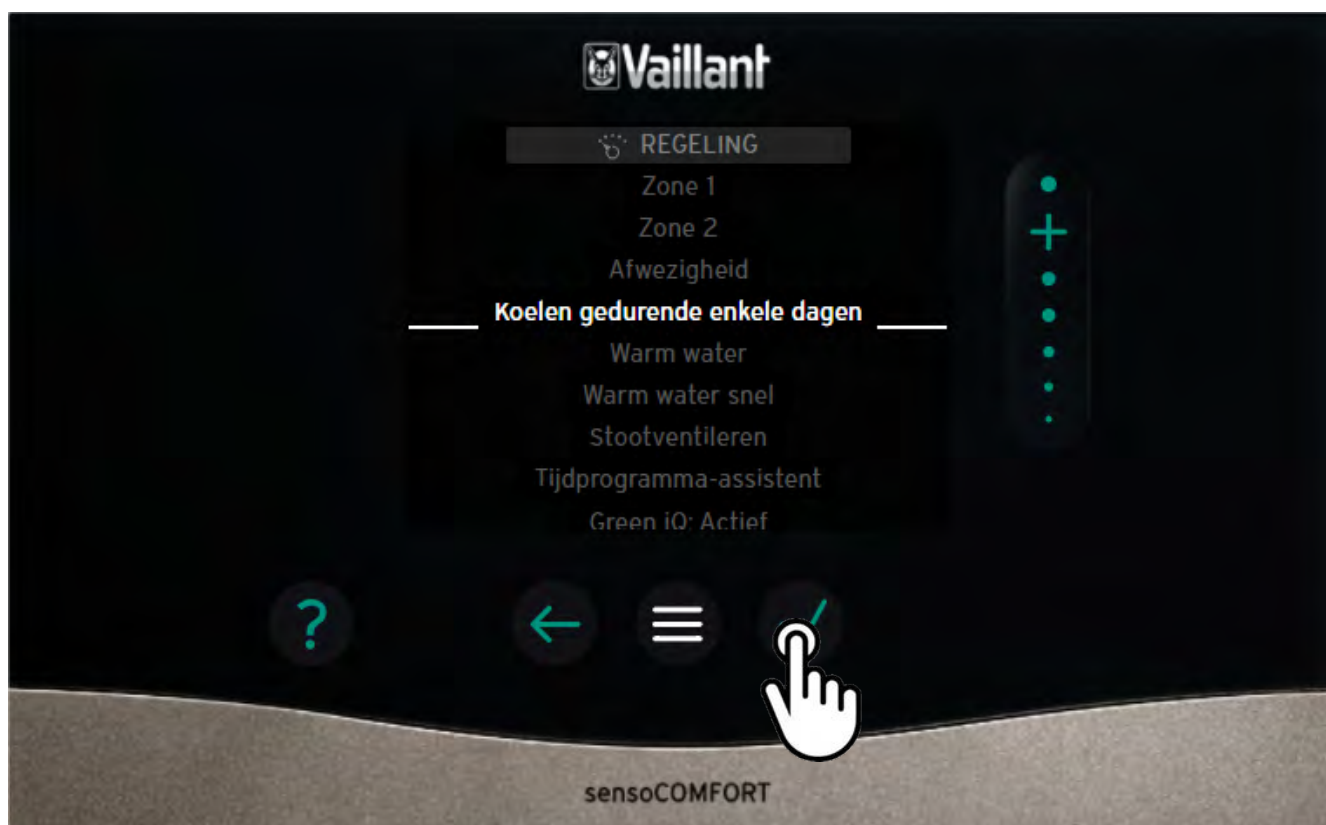 Vaillant
REGELING
Zone 1
Zone 2
Afwezigheid
Koelen gedurende enkele dagen
Warm water
Warm water snel
Stootventileren
Tijdprogramma-assistent
Green iQ: Actief
?
sensoCOMFORT